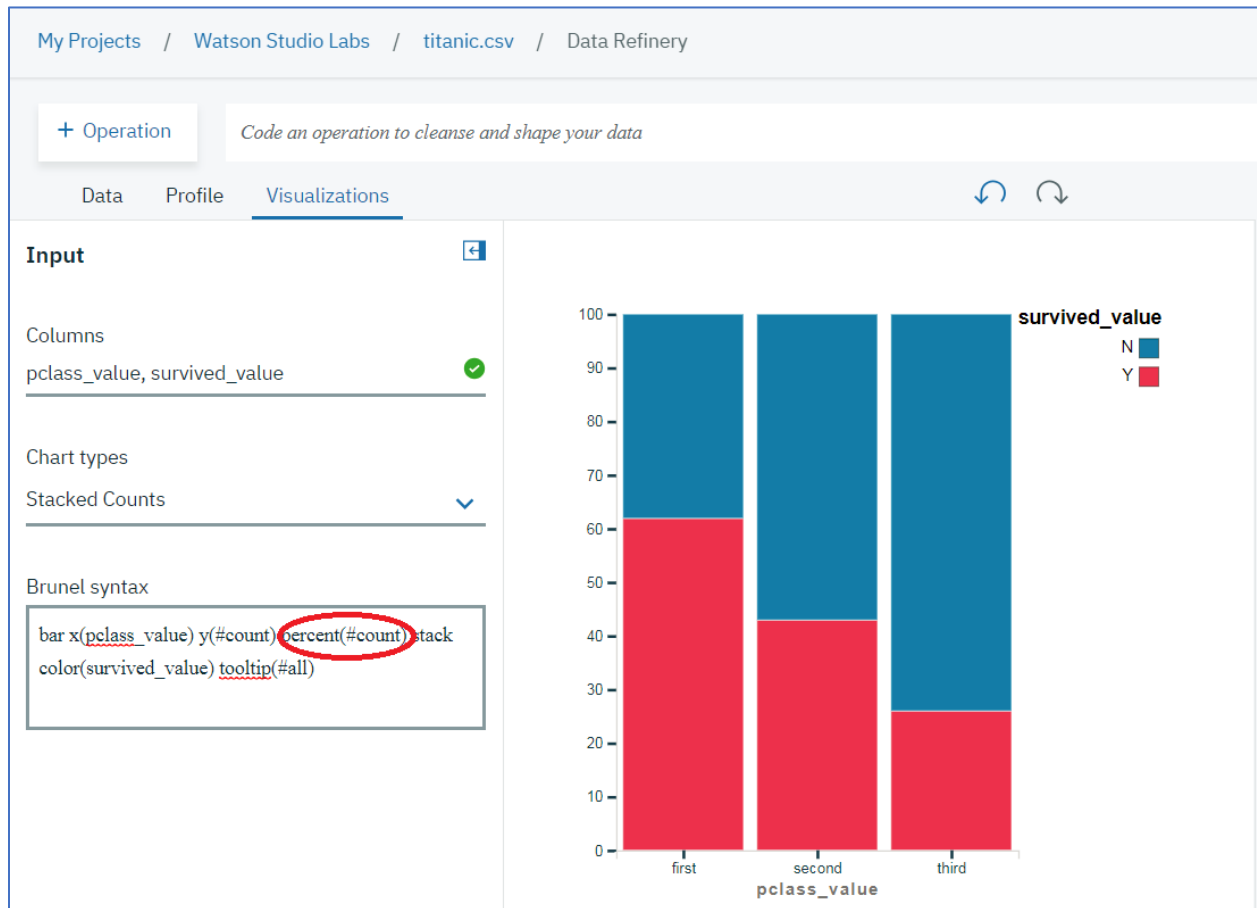 My Projects / Watson Studio Labs / titanic.csv / Data Refinery
+ Operation
Code an operation to cleanse and shape your data
Data Profile Visualizations
Input
Columns
pclass_value, survived_value
Chart types
Stacked Counts
Brunel syntax
bar x(pclass_value) y(#count) percent(#count) stack
color(survived_value) tooltip(#all)
survived_value
N
Y
100
90
80
70
60
50
40
30
20
10
0
first second third
pclass_value